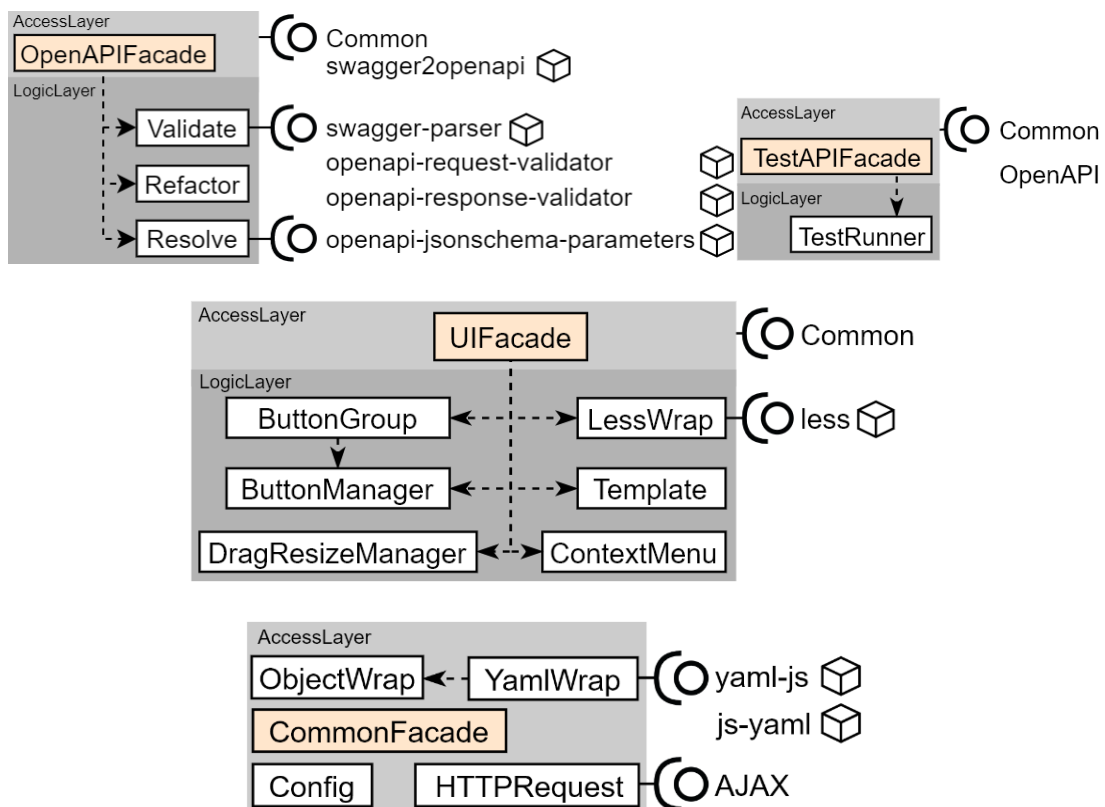 AccessLayer
OpenAPIFacade
Common
swagger2openapi
LogicLayer
Validate
swagger-parser
openapi-request-validator
Refactor
openapi-response-validator
Resolve
openapi-jsonschema-parameters
AccessLayer
TestAPIFacade
Common
OpenAPI
LogicLayer
TestRunner
AccessLayer
UIFacade
Common
LogicLayer
ButtonGroup
LessWrap
less
ButtonManager
Template
DragResizeManager
ContextMenu
AccessLayer
ObjectWrap
YamlWrap
yaml-js
js-yaml
CommonFacade
Config
HTTPRequest
AJAX